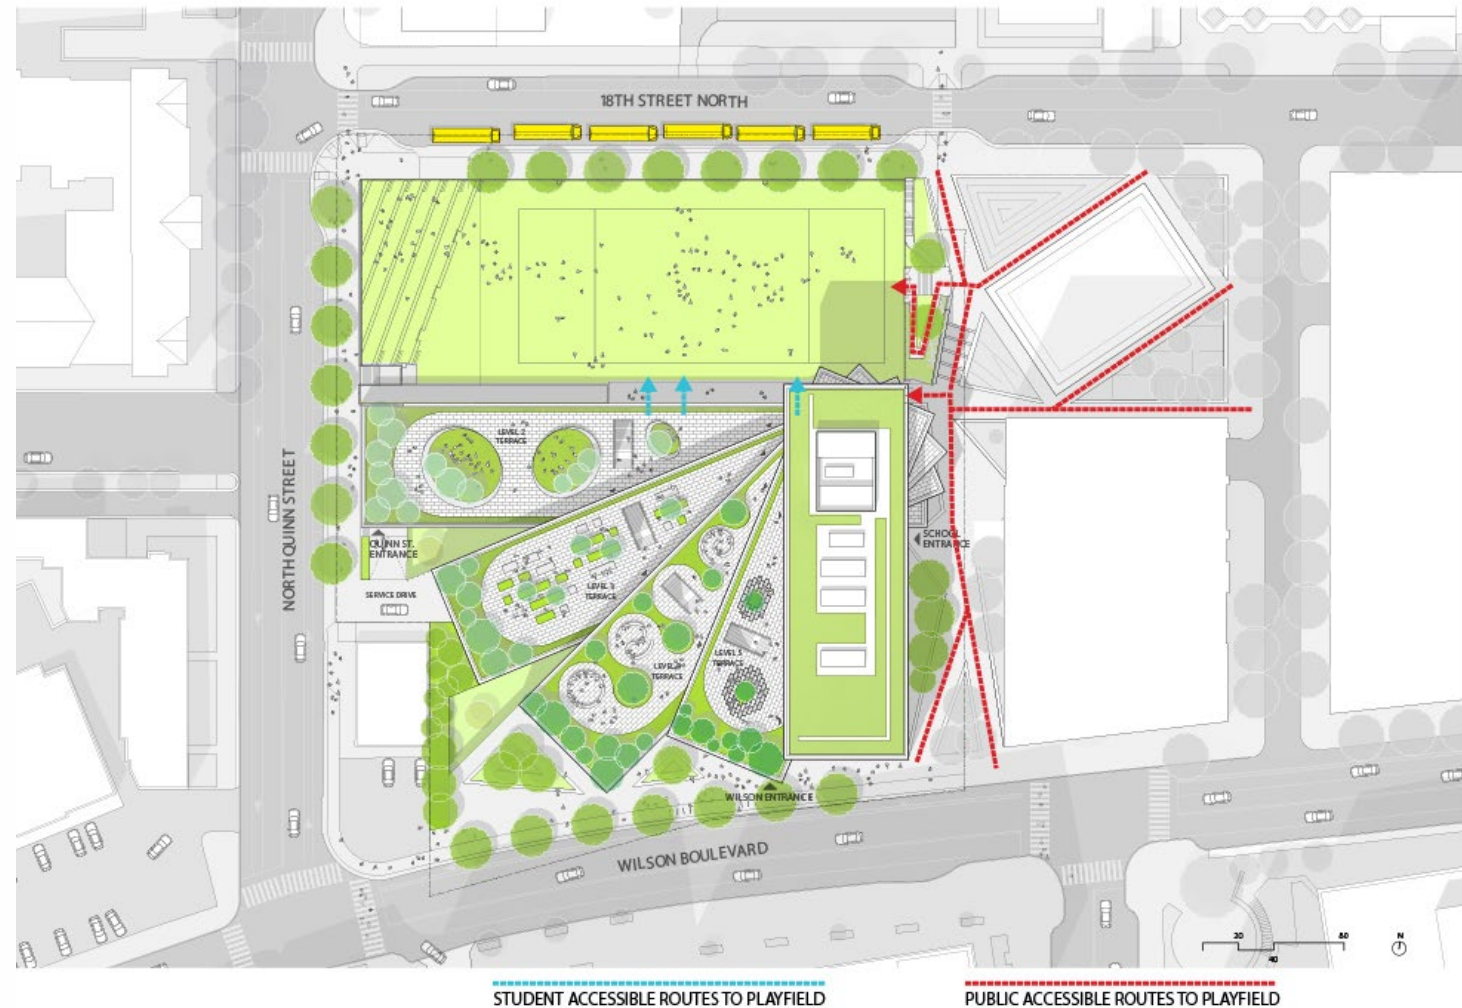 18TH STREET NORTH
NORTH QUINN STREET
LEVEL 2
TERRACE
QUINN ST.
ENTRANCE
SCHOOL
ENTRANCE
SERVICE DRIVE
LEVEL 3
TERRACE
LEVEL 4
TERRACE
LEVEL 5
TERRACE
WILSON ENTRANCE
WILSON BOULEVARD
20
80
40
N
STUDENT ACCESSIBLE ROUTES TO PLAYFIELD
PUBLIC ACCESSIBLE ROUTES TO PLAYFIELD